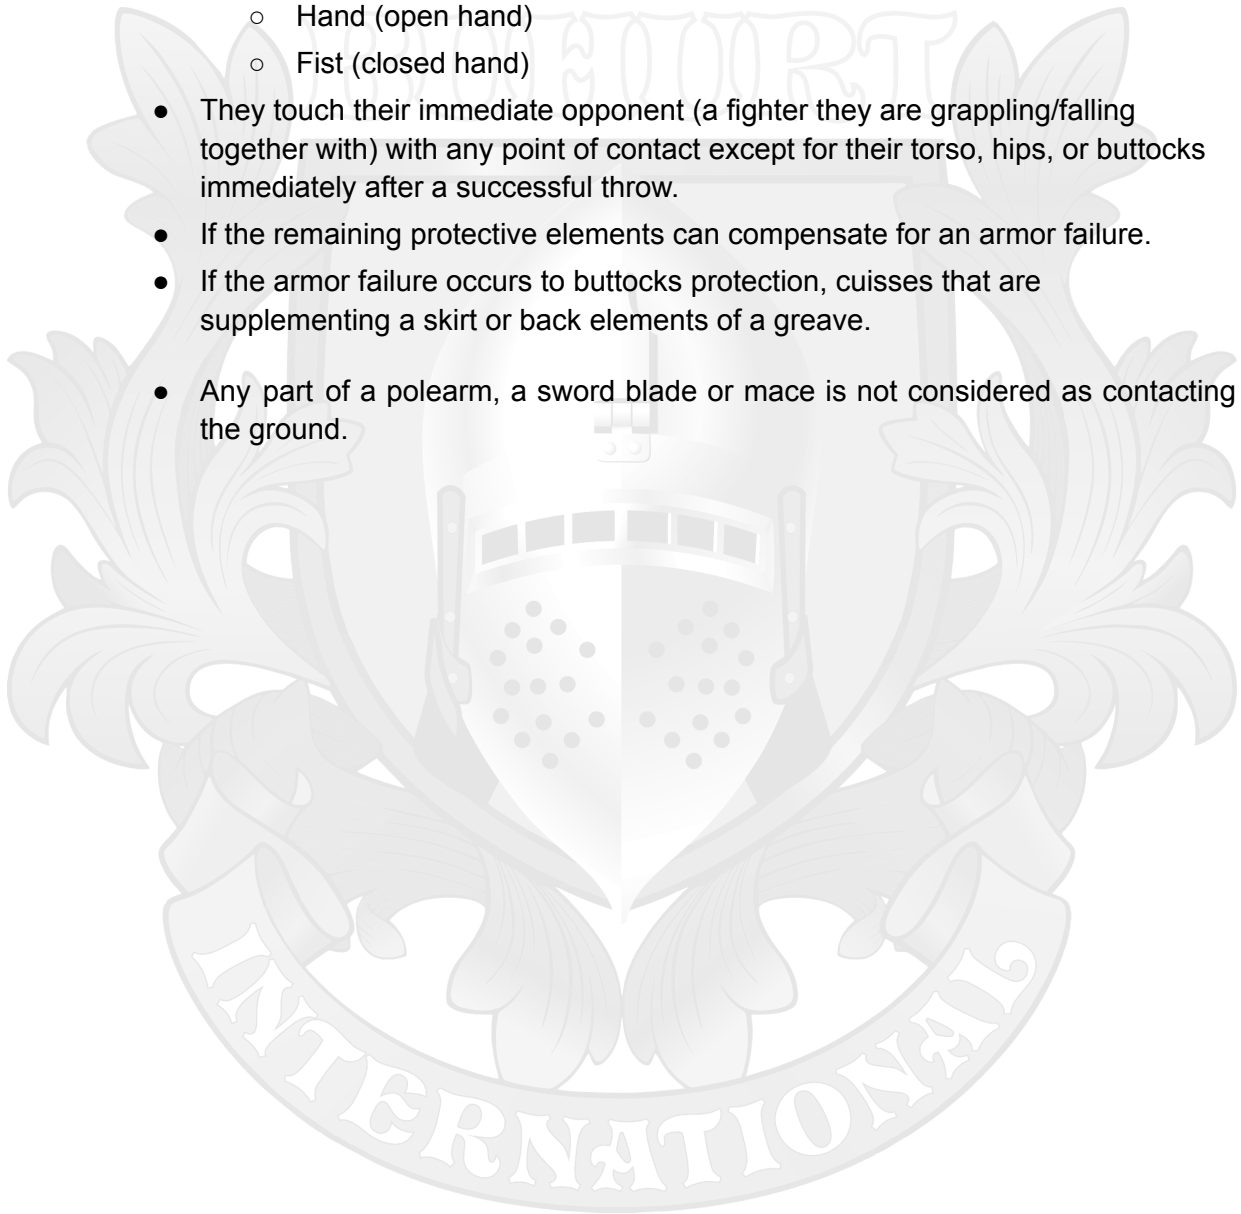 BUHURT
○ Hand (open hand)
○ Fist (closed hand)
● They touch their immediate opponent (a fighter they are grappling/falling
together with) with any point of contact except for their torso, hips, or buttocks
immediately after a successful throw.
● If the remaining protective elements can compensate for an armor failure.
● If the armor failure occurs to buttocks protection, cuisses that are
supplementing a skirt or back elements of a greave.
● Any part of a polearm, a sword blade or mace is not considered as contacting
the ground.
INTERNATIONAL